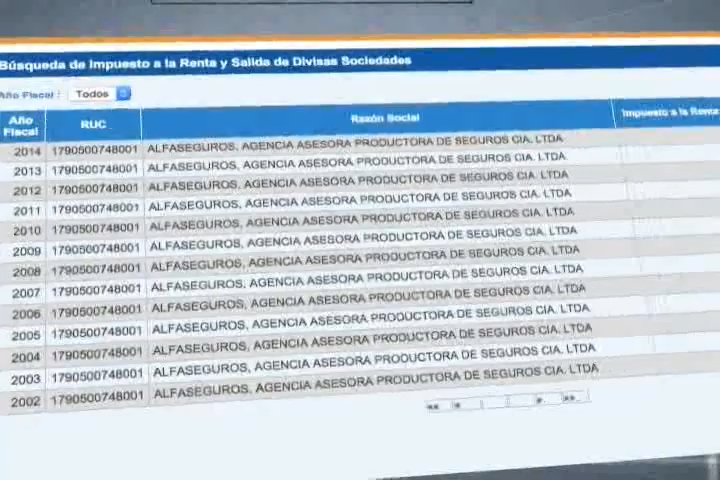 Búsqueda de Impuesto a la Renta y Salida de Divisas Sociedades
Año Fiscal : Todos
Año Fiscal RUC Razón Social Impuesto a la Renta
2014 1790500748001 ALFASEGUROS, AGENCIA ASESORA PRODUCTORA DE SEGUROS CIA. LTDA
2013 1790500748001 ALFASEGUROS, AGENCIA ASESORA PRODUCTORA DE SEGUROS CIA. LTDA
2012 1790500748001 ALFASEGUROS, AGENCIA ASESORA PRODUCTORA DE SEGUROS CIA. LTDA
2011 1790500748001 ALFASEGUROS, AGENCIA ASESORA PRODUCTORA DE SEGUROS CIA. LTDA
2010 1790500748001 ALFASEGUROS, AGENCIA ASESORA PRODUCTORA DE SEGUROS CIA. LTDA
2009 1790500748001 ALFASEGUROS, AGENCIA ASESORA PRODUCTORA DE SEGUROS CIA. LTDA
2008 1790500748001 ALFASEGUROS, AGENCIA ASESORA PRODUCTORA DE SEGUROS CIA. LTDA
2007 1790500748001 ALFASEGUROS, AGENCIA ASESORA PRODUCTORA DE SEGUROS CIA. LTDA
2006 1790500748001 ALFASEGUROS, AGENCIA ASESORA PRODUCTORA DE SEGUROS CIA. LTDA
2005 1790500748001 ALFASEGUROS, AGENCIA ASESORA PRODUCTORA DE SEGUROS CIA. LTDA
2004 1790500748001 ALFASEGUROS, AGENCIA ASESORA PRODUCTORA DE SEGUROS CIA. LTDA
2003 1790500748001 ALFASEGUROS, AGENCIA ASESORA PRODUCTORA DE SEGUROS CIA. LTDA
2002 1790500748001 ALFASEGUROS, AGENCIA ASESORA PRODUCTORA DE SEGUROS CIA. LTDA